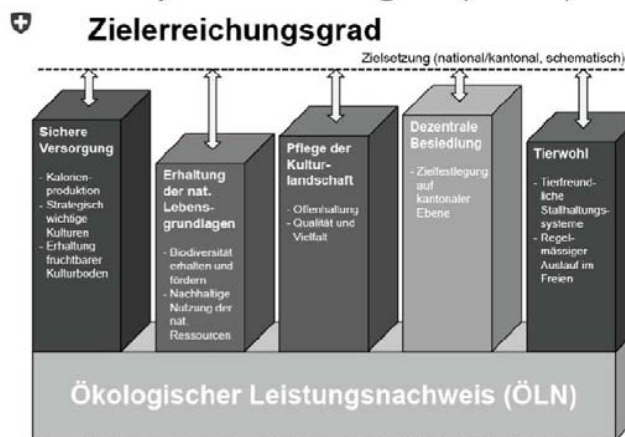 Zielerreichungsgrad
Zielsetzung (national/kantonal, schematisch)
Sichere
Versorgung
- Kalorien-
produktion
- Strategisch
wichtige
Kulturen
- Erhaltung
fruchtbarer
Kulturboden
Erhaltung
der nat.
Lebens-
grundlagen
- Biodiversität
erhalten und
fördern
- Nachhaltige
Nutzung der
nat.
Ressourcen
Pflege der
Kultur-
landschaft
- Offenhaltung
- Qualität und
Vielfalt
Dezentrale
Besiedlung
- Zielfestlegung
auf
kantonaler
Ebene
Tierwohl
- Tierfreund-
liche
Stallhaltungs-
systeme
- Regel-
mässiger
Auslauf im
Freien
Ökologischer Leistungsnachweis (ÖLN)